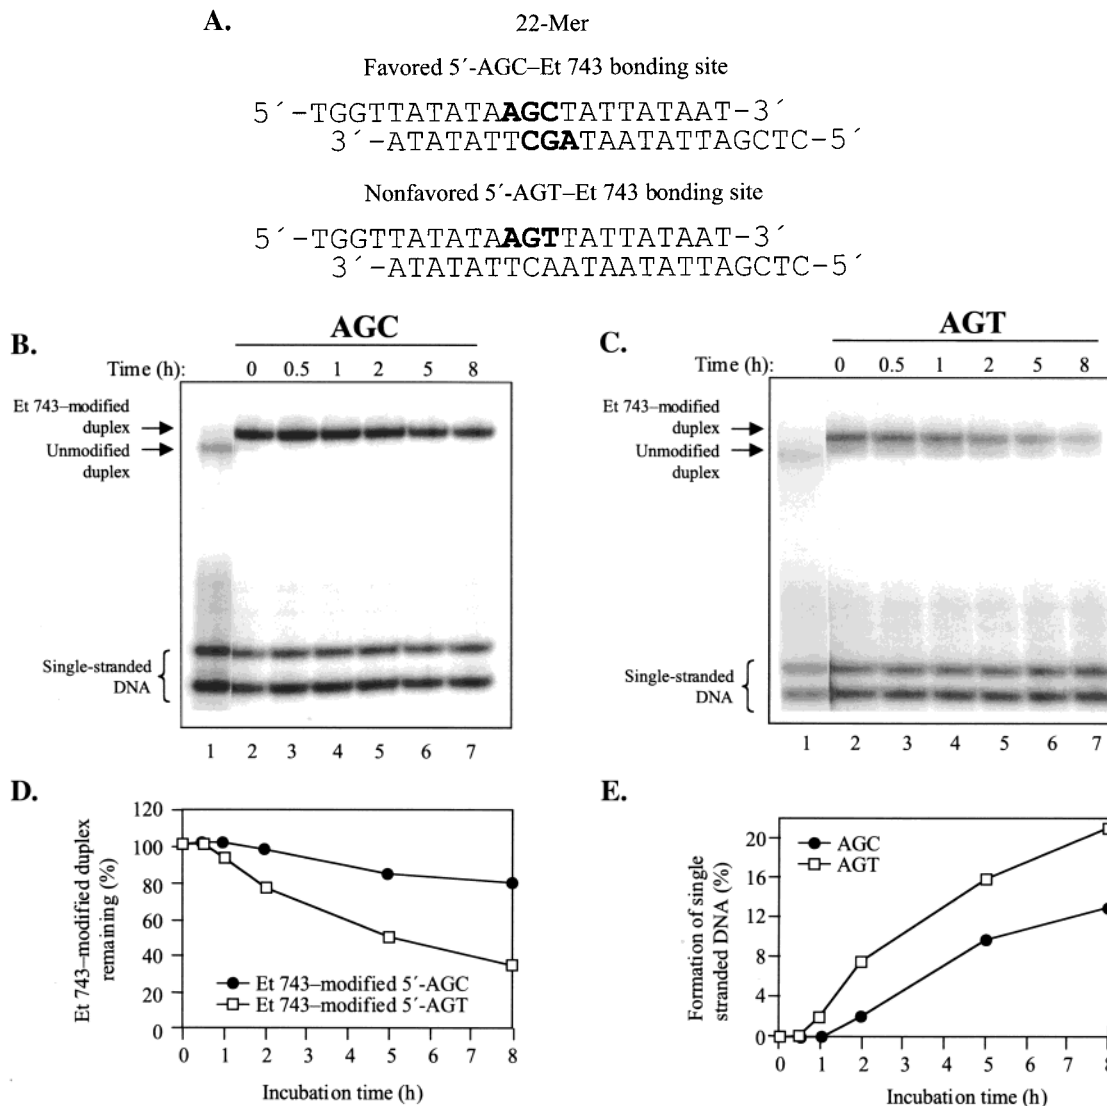 A.
22-Mer
Favored 5´-AGC–Et 743 bonding site
5´-TGGTTATATAAGCTATTATAAT-3´
3´-ATATATTCGATAATATTAGCTC-5´
Nonfavored 5´-AGT–Et 743 bonding site
5´-TGGTTATATAAGTTATTATAAT-3´
3´-ATATATTCAATAATATTAGCTC-5´
B.
AGC
Time (h): 0 0.5 1 2 5 8
Et 743–modified
duplex
Unmodified
duplex
Single-stranded
DNA
1 2 3 4 5 6 7
C.
AGT
Time (h): 0 0.5 1 2 5 8
Et 743–modified
duplex
Unmodified
duplex
Single-stranded
DNA
1 2 3 4 5 6 7
D.
Et 743–modified duplex
remaining (%)
120
100
80
60
40
20
0
Et 743–modified 5´-AGC
Et 743–modified 5´-AGT
0 1 2 3 4 5 6 7 8
Incubation time (h)
E.
Formation of single
stranded DNA (%)
20
16
12
8
4
0
AGC
AGT
0 1 2 3 4 5 6 7 8
Incubation time (h)